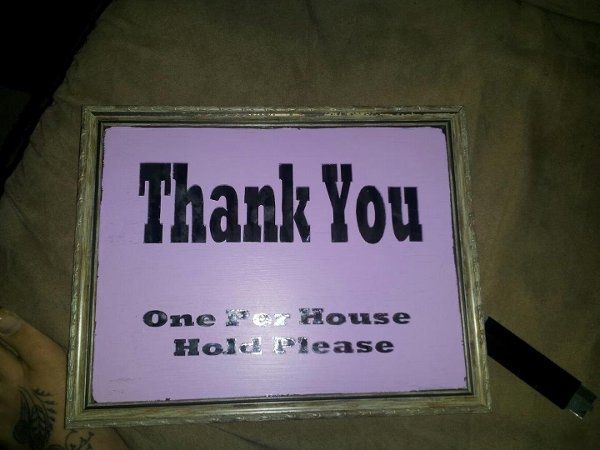 Thank You
One Per House
Hold Please